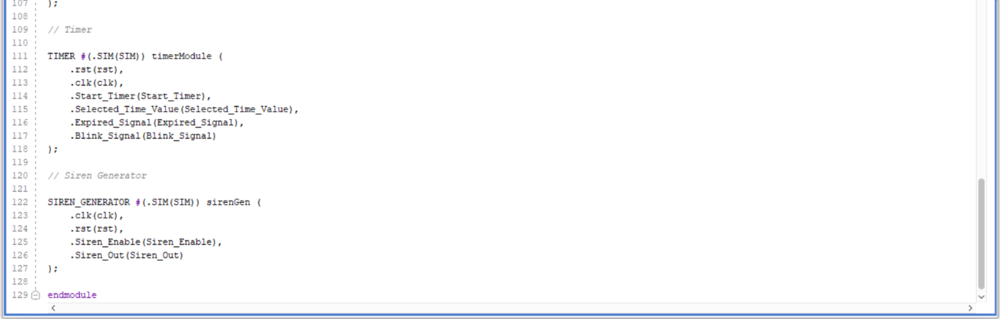 107 );
108
109 // Timer
110
111 TIMER #(.SIM(SIM)) timerModule (
112     .rst(rst),
113     .clk(clk),
114     .Start_Timer(Start_Timer),
115     .Selected_Time_Value(Selected_Time_Value),
116     .Expired_Signal(Expired_Signal),
117     .Blink_Signal(Blink_Signal)
118 );
119
120 // Siren Generator
121
122 SIREN_GENERATOR #(.SIM(SIM)) sirenGen (
123     .clk(clk),
124     .rst(rst),
125     .Siren_Enable(Siren_Enable),
126     .Siren_Out(Siren_Out)
127 );
128
129 endmodule